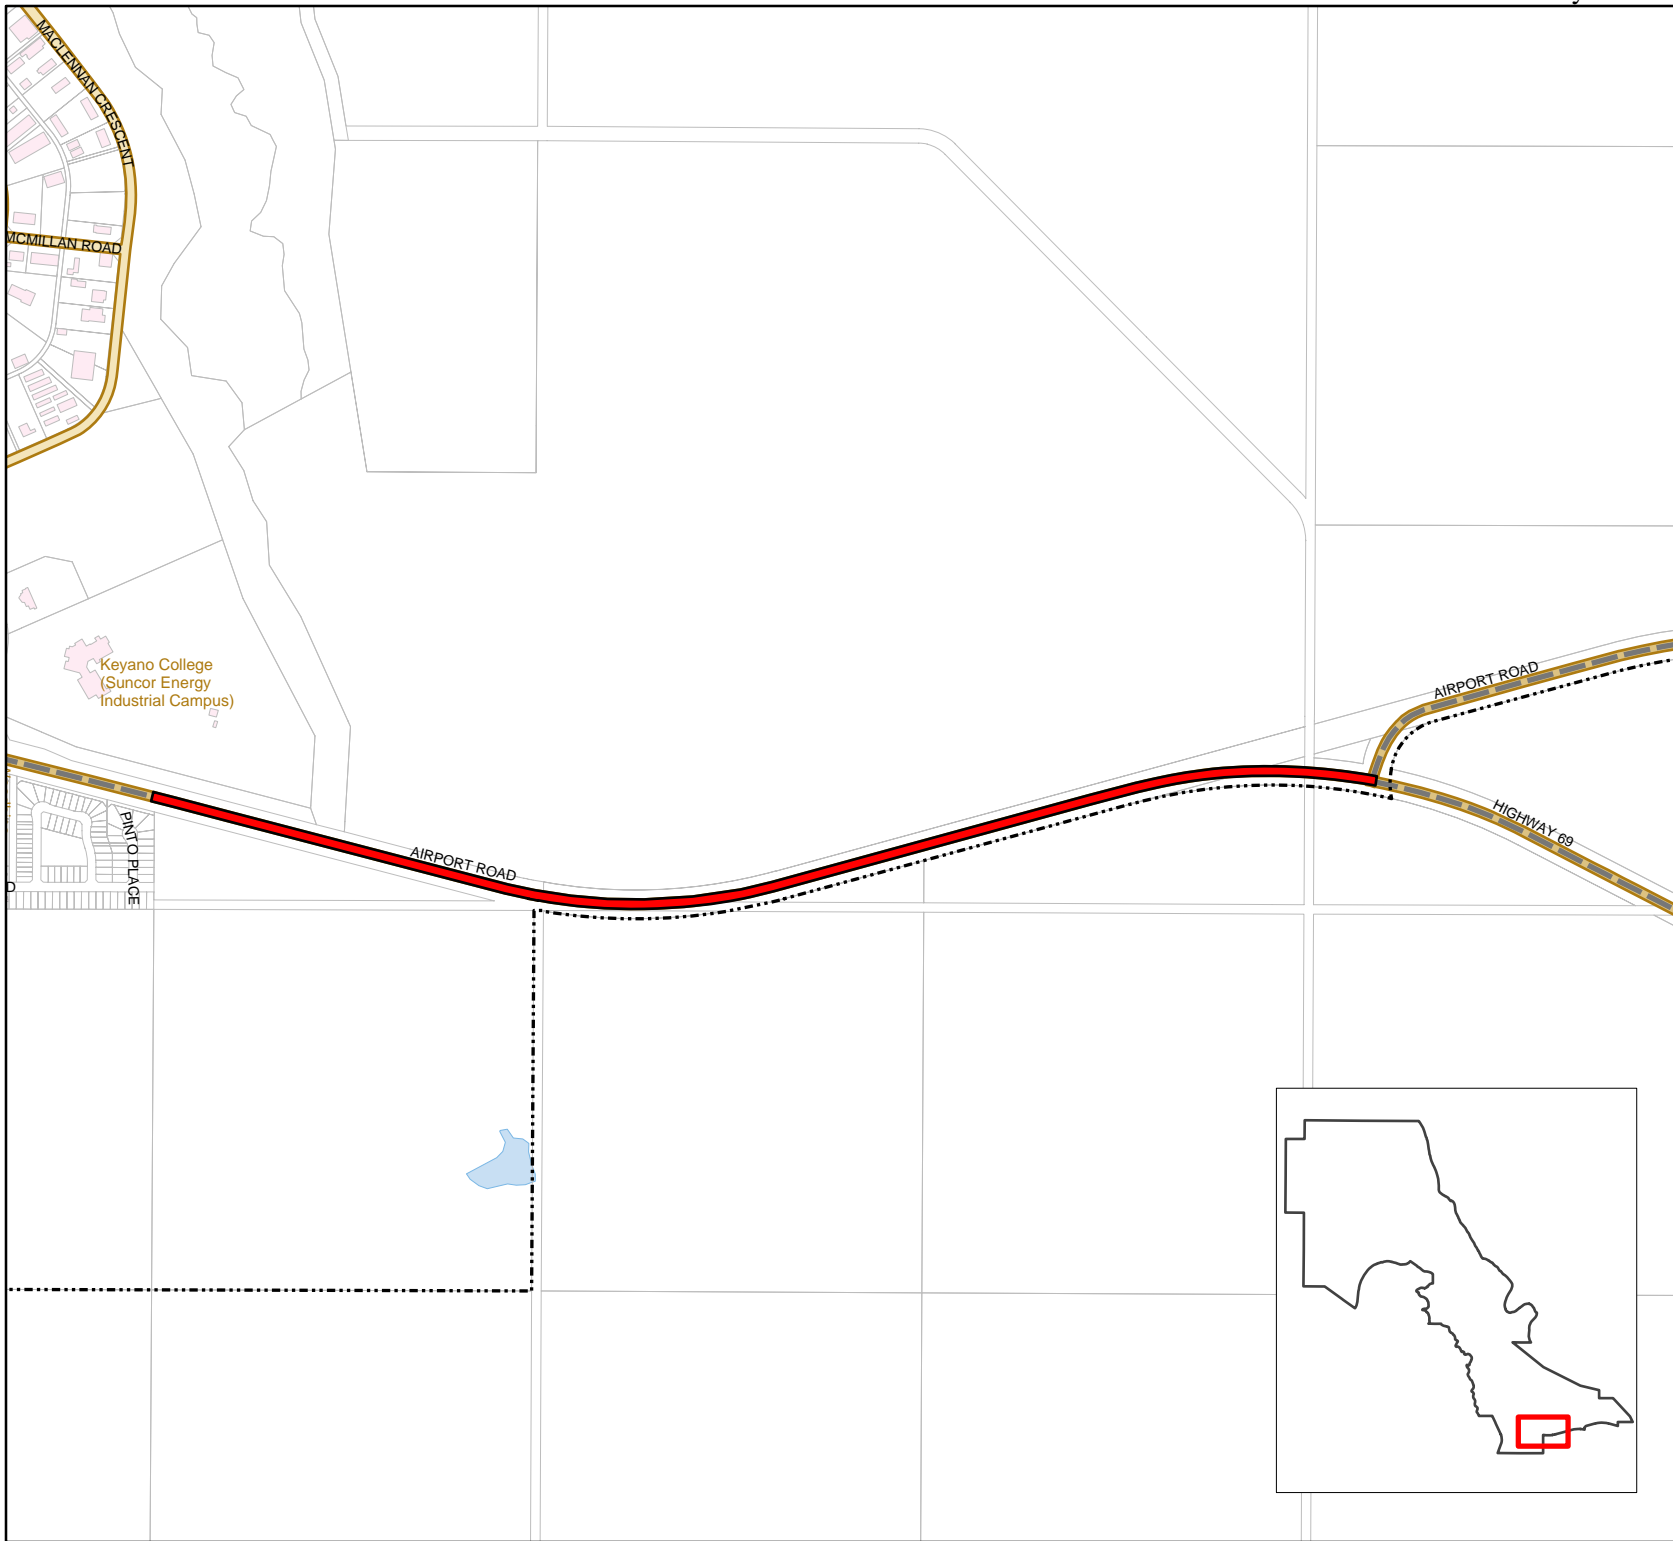 MACLENNAN CRESCENT
MCMILLAN ROAD
Keyano College
(Suncor Energy
Industrial Campus)
AIRPORT ROAD
HIGHWAY 69
PINTO PLACE
AIRPORT ROAD
D